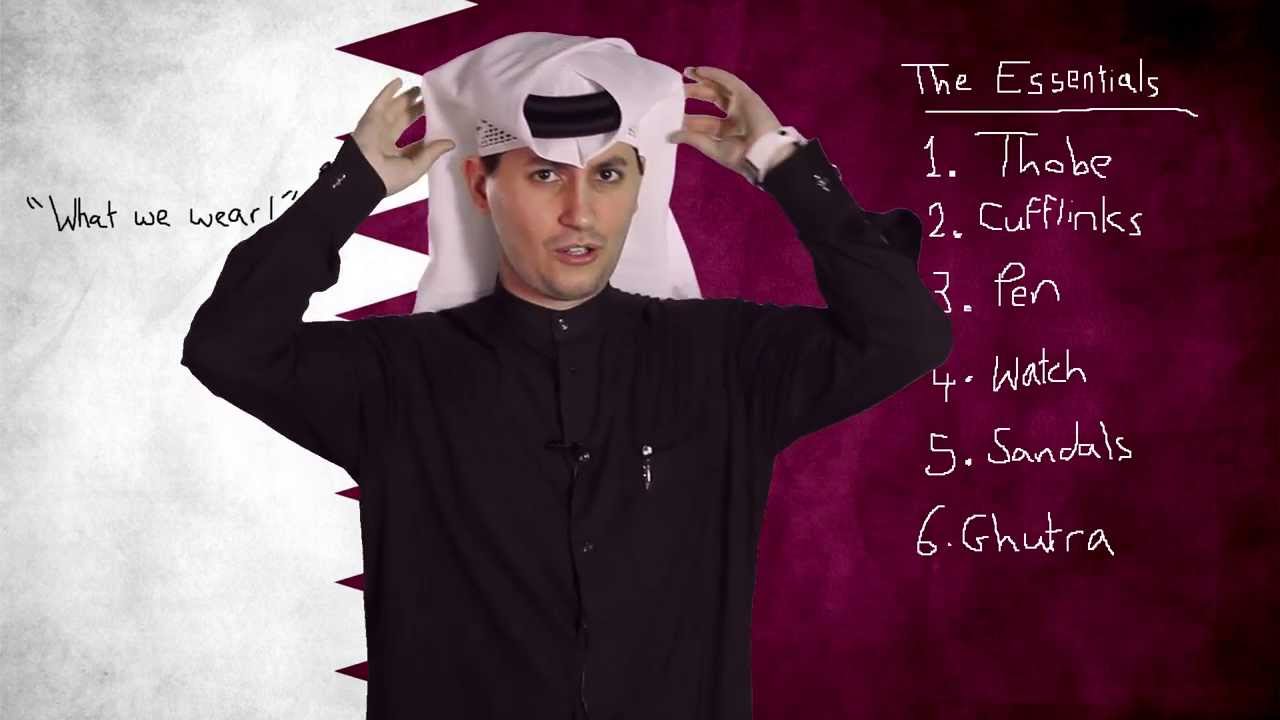 "What we wear!"
The Essentials
1. Thobe
2. Cufflinks
3. Pen
4. Watch
5. Sandals
6. Ghutra